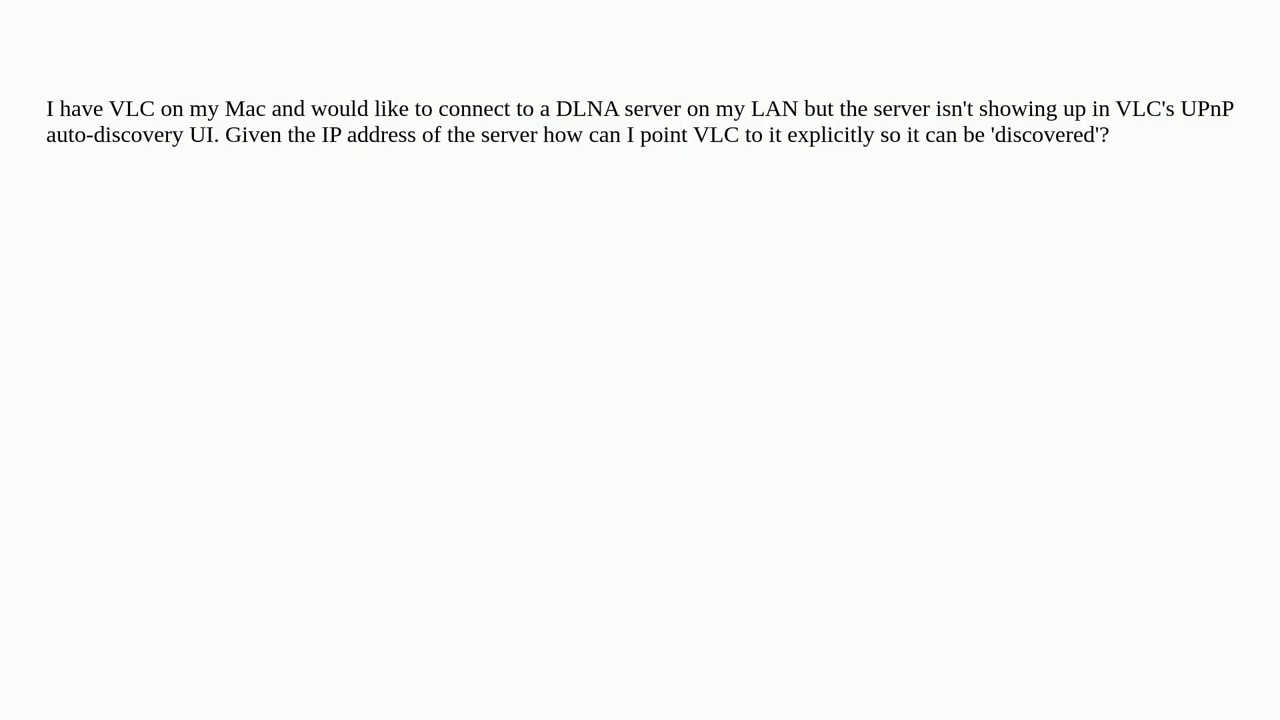 I have VLC on my Mac and would like to connect to a DLNA server on my LAN but the server isn't showing up in VLC's UPnP
auto-discovery UI. Given the IP address of the server how can I point VLC to it explicitly so it can be 'discovered'?